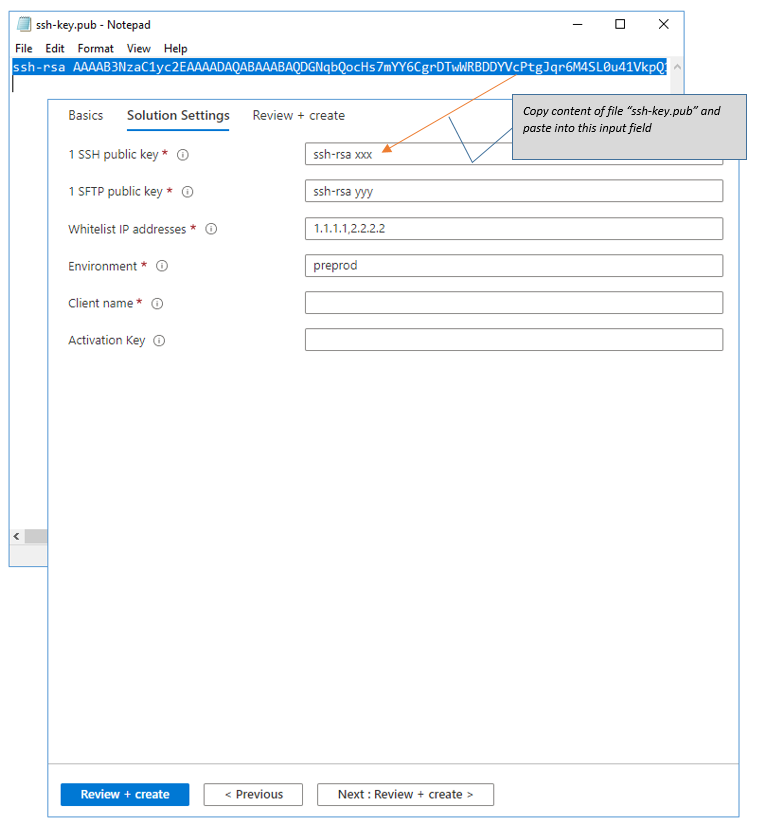 ssh-key.pub - Notepad
File Edit Format View Help
ssh-rsa AAAAB3NzaC1yc2EAAAADAQABAAABAQDGNqbQocHs7mYY6CgrDTwWRBDDYVcPtgJqr6M4SL0u41VkpQ1
Basics Solution Settings Review + create
Copy content of file “ssh-key.pub” and
paste into this input field
1 SSH public key * ssh-rsa xxx
1 SFTP public key * ssh-rsa yyy
Whitelist IP addresses * 1.1.1.1,2.2.2.2
Environment * preprod
Client name *
Activation Key
Review + create < Previous Next : Review + create >